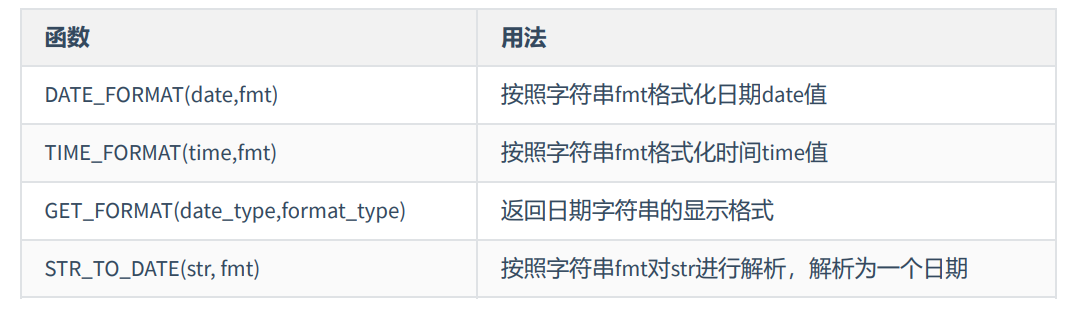 函数 用法
DATE_FORMAT(date,fmt) 按照字符串fmt格式化日期date值
TIME_FORMAT(time,fmt) 按照字符串fmt格式化时间time值
GET_FORMAT(date_type,format_type) 返回日期字符串的显示格式
STR_TO_DATE(str, fmt) 按照字符串fmt对str进行解析，解析为一个日期